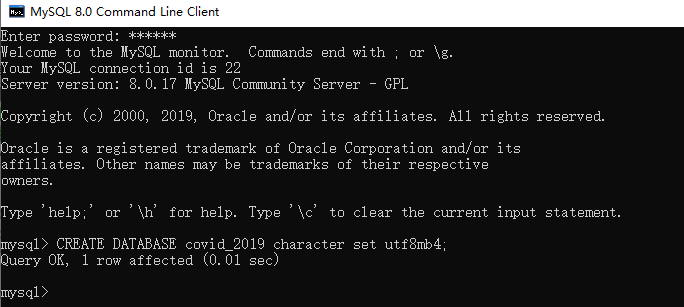 MySQL 8.0 Command Line Client
Enter password: ******
Welcome to the MySQL monitor.  Commands end with ; or \g.
Your MySQL connection id is 22
Server version: 8.0.17 MySQL Community Server - GPL
Copyright (c) 2000, 2019, Oracle and/or its affiliates. All rights reserved.
Oracle is a registered trademark of Oracle Corporation and/or its
affiliates. Other names may be trademarks of their respective
owners.
Type 'help;' or '\h' for help. Type '\c' to clear the current input statement.
mysql> CREATE DATABASE covid_2019 character set utf8mb4;
Query OK, 1 row affected (0.01 sec)
mysql>